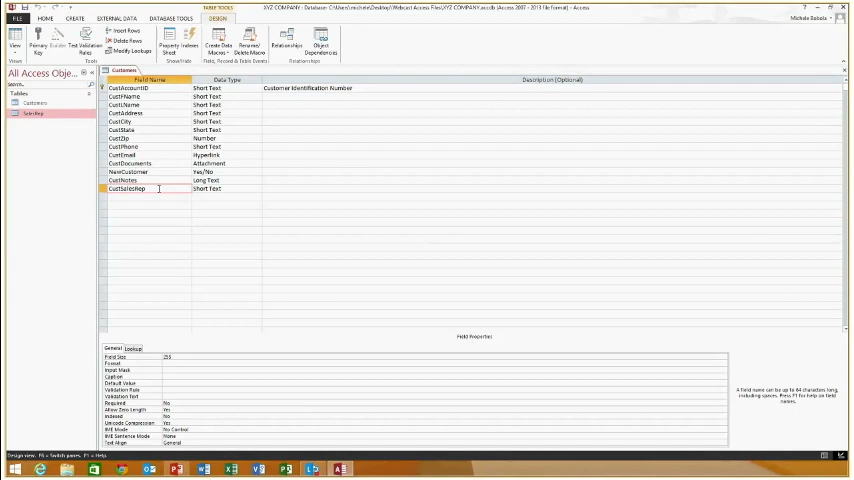 TABLE TOOLS
XYZ COMPANY - Database: C:\Users\michele\Desktop\Webcast Access Files\XYZ COMPANY.accdb (Access 2007 - 2013 file format) - Access
FILE HOME CREATE EXTERNAL DATA DATABASE TOOLS DESIGN
Michele Bobola
View
Primary Key
Builder
Test Validation Rules
Insert Rows
Delete Rows
Modify Lookups
Property Sheet
Indexes
Create Data Macros
Rename/ Delete Macro
Relationships
Object Dependencies
Views Tools Show/Hide Field, Record & Table Events Relationships
All Access Obje...
Search...
Tables
Customers
SalesRep
Customers
Field Name Data Type Description (Optional)
CustAccountID Short Text Customer Identification Number
CustFName Short Text
CustLName Short Text
CustAddress Short Text
CustCity Short Text
CustState Short Text
CustZip Number
CustPhone Short Text
CustEmail Hyperlink
CustDocuments Attachment
NewCustomer Yes/No
CustNotes Long Text
CustSalesRep Short Text
Field Properties
General Lookup
Field Size 255
Format
Input Mask
Caption
Default Value
Validation Rule
Validation Text
Required No
Allow Zero Length Yes
Indexed No
Unicode Compression Yes
IME Mode No Control
IME Sentence Mode None
Text Align General
A field name can be up to 64 characters long,
including spaces. Press F1 for help on field
names.
Design view. F6 = Switch panes. F1 = Help.